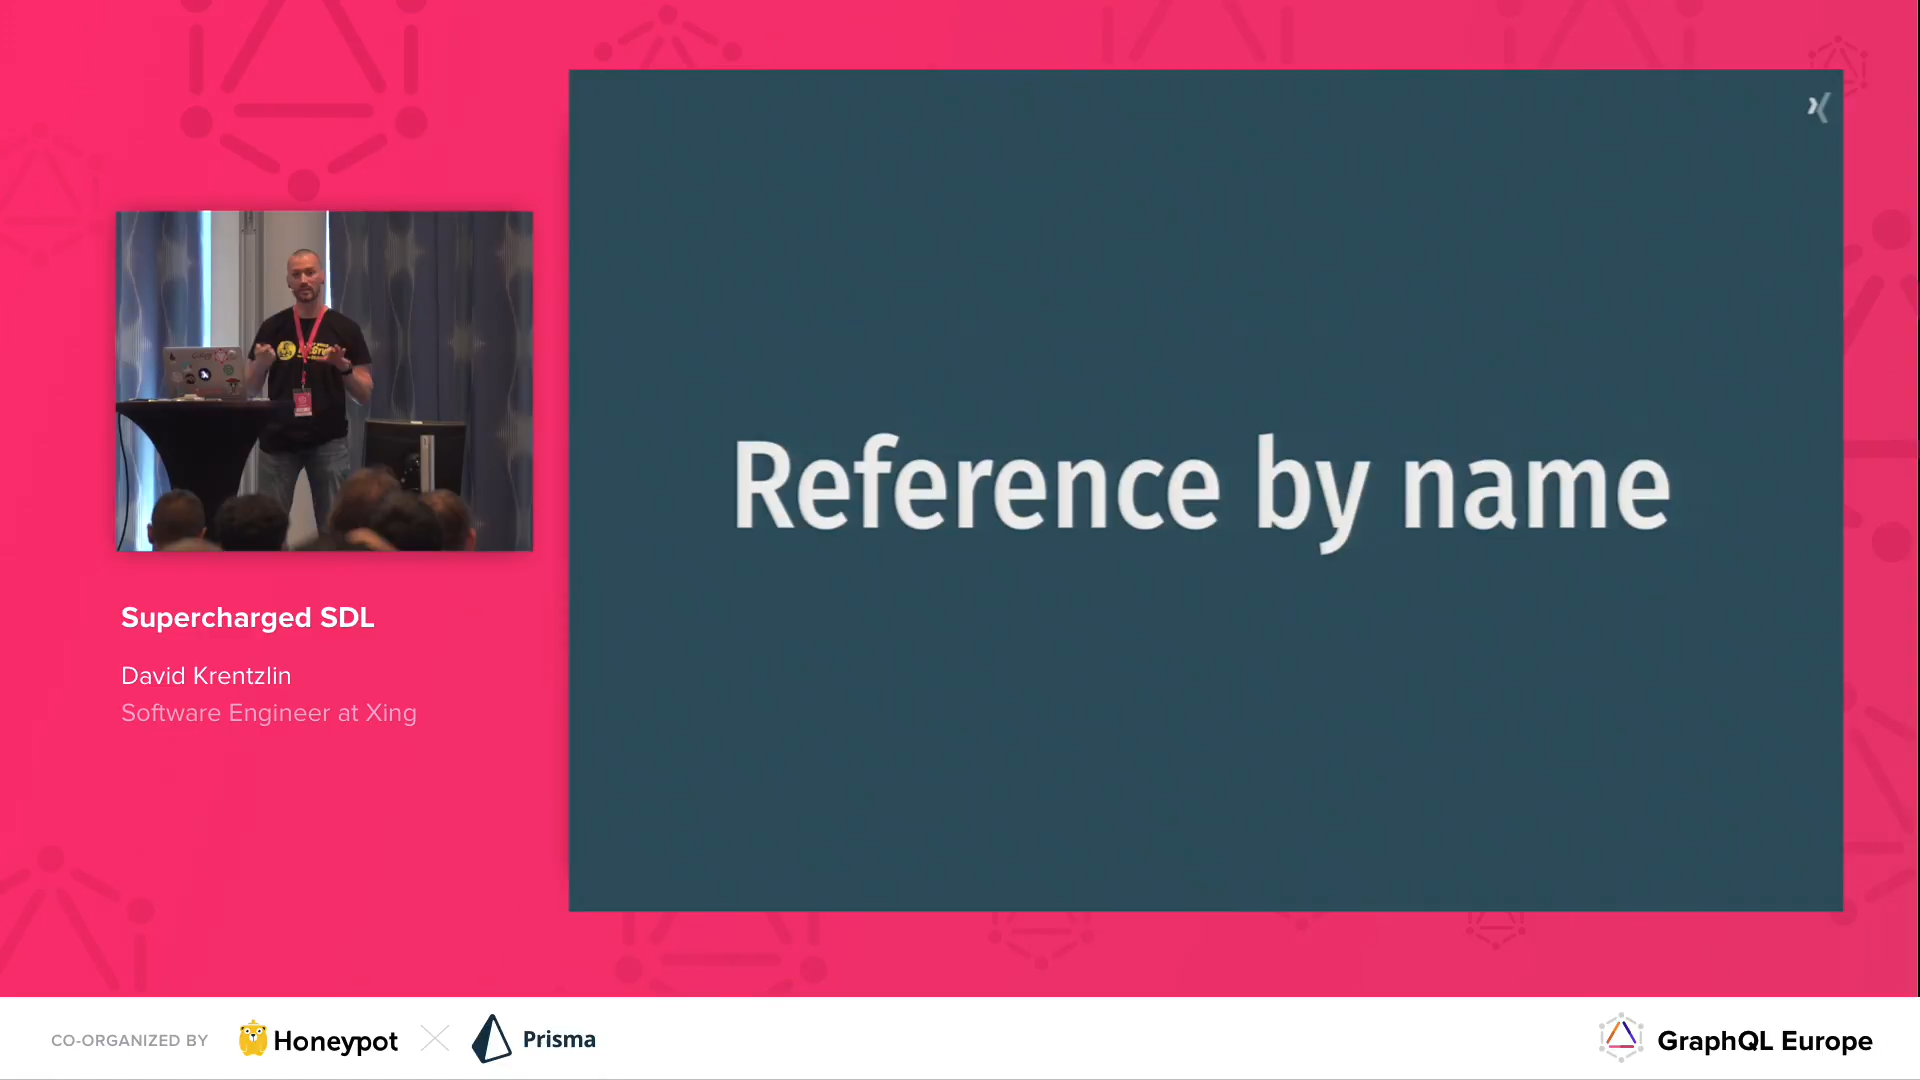 Reference by name
Supercharged SDL
David Krentzlin
Software Engineer at Xing
CO-ORGANIZED BY
Honeypot
Prisma
GraphQL Europe